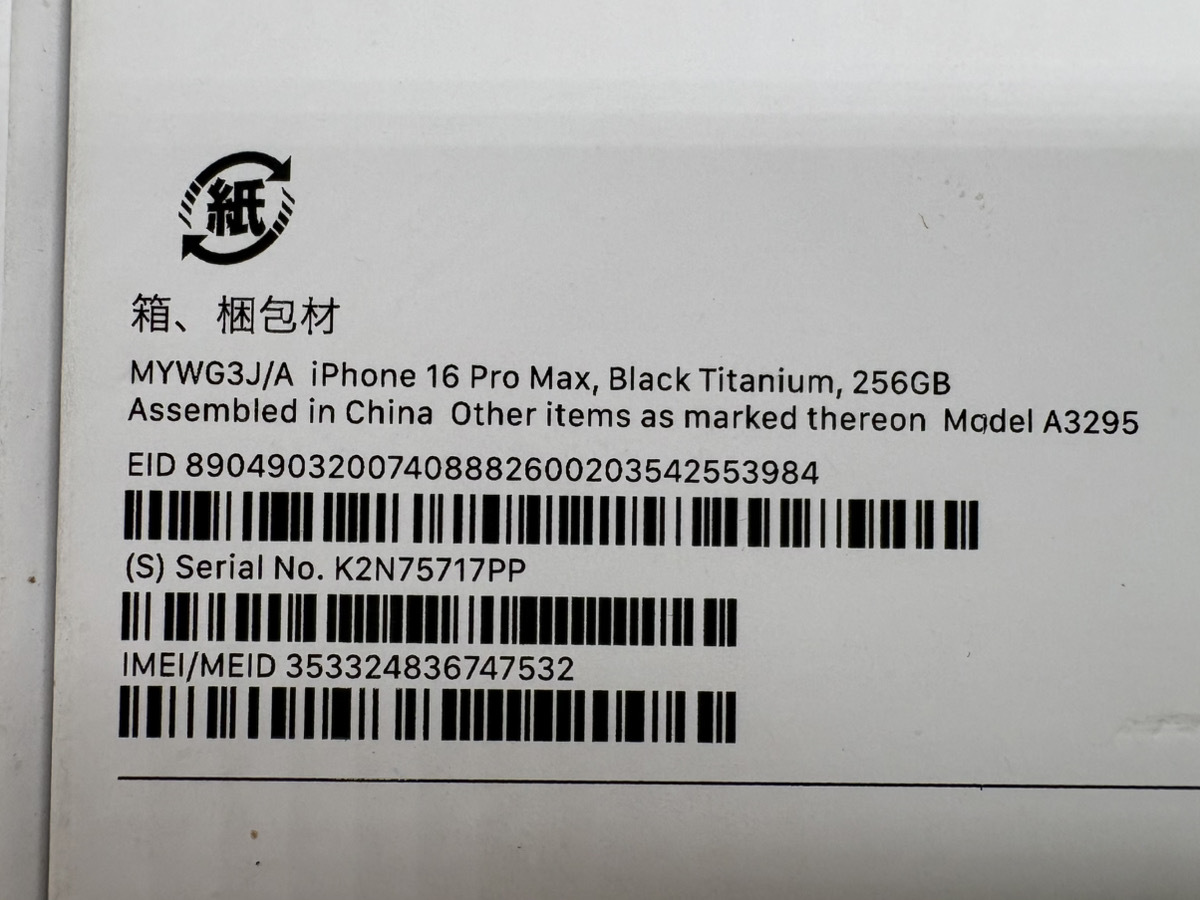 紙
箱、梱包材
MYWG3J/A iPhone 16 Pro Max, Black Titanium, 256GB
Assembled in China Other items as marked thereon Model A3295
EID 89049032007408882600203542553984
(S) Serial No. K2N75717PP
IMEI/MEID 353324836747532